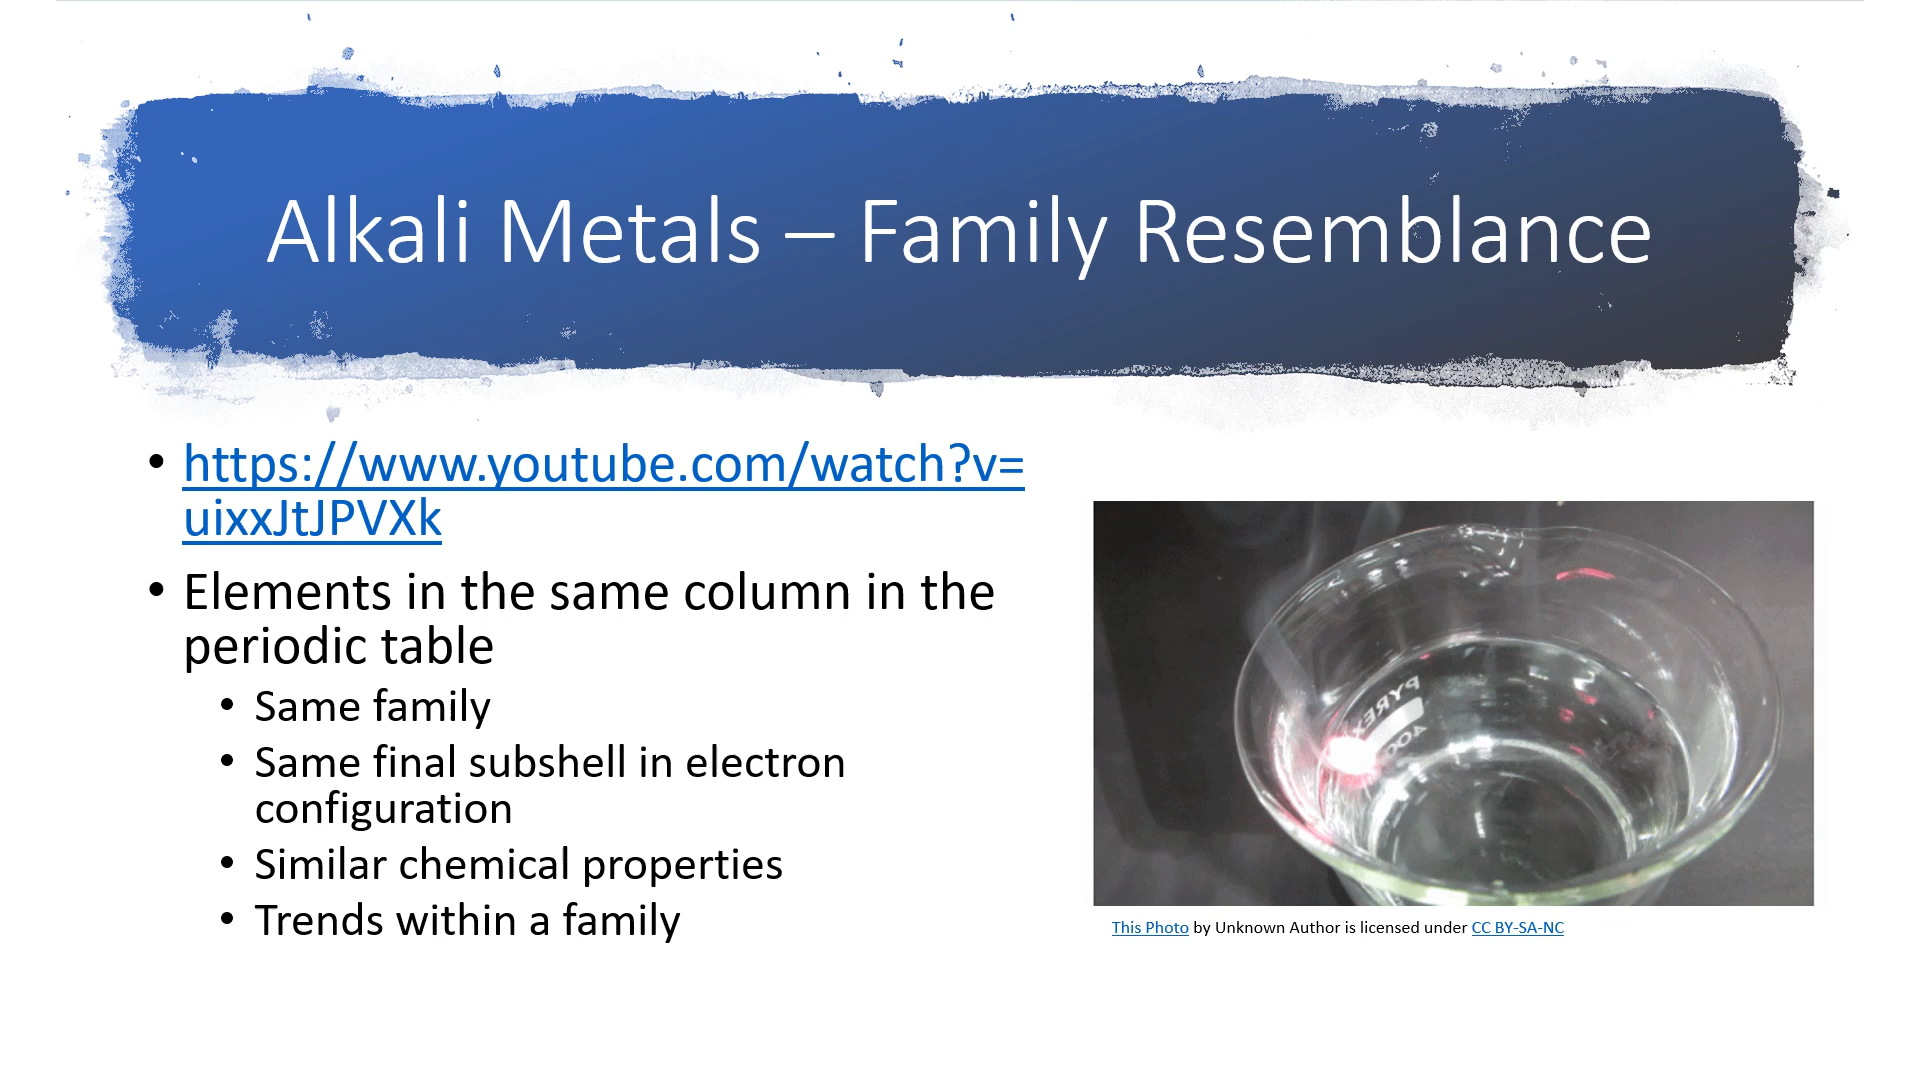 Alkali Metals – Family Resemblance
• https://www.youtube.com/watch?v=
uixxJtJPVXk
• Elements in the same column in the
periodic table
• Same family
• Same final subshell in electron
configuration
• Similar chemical properties
• Trends within a family
PYREX
400
This Photo by Unknown Author is licensed under CC BY-SA-NC